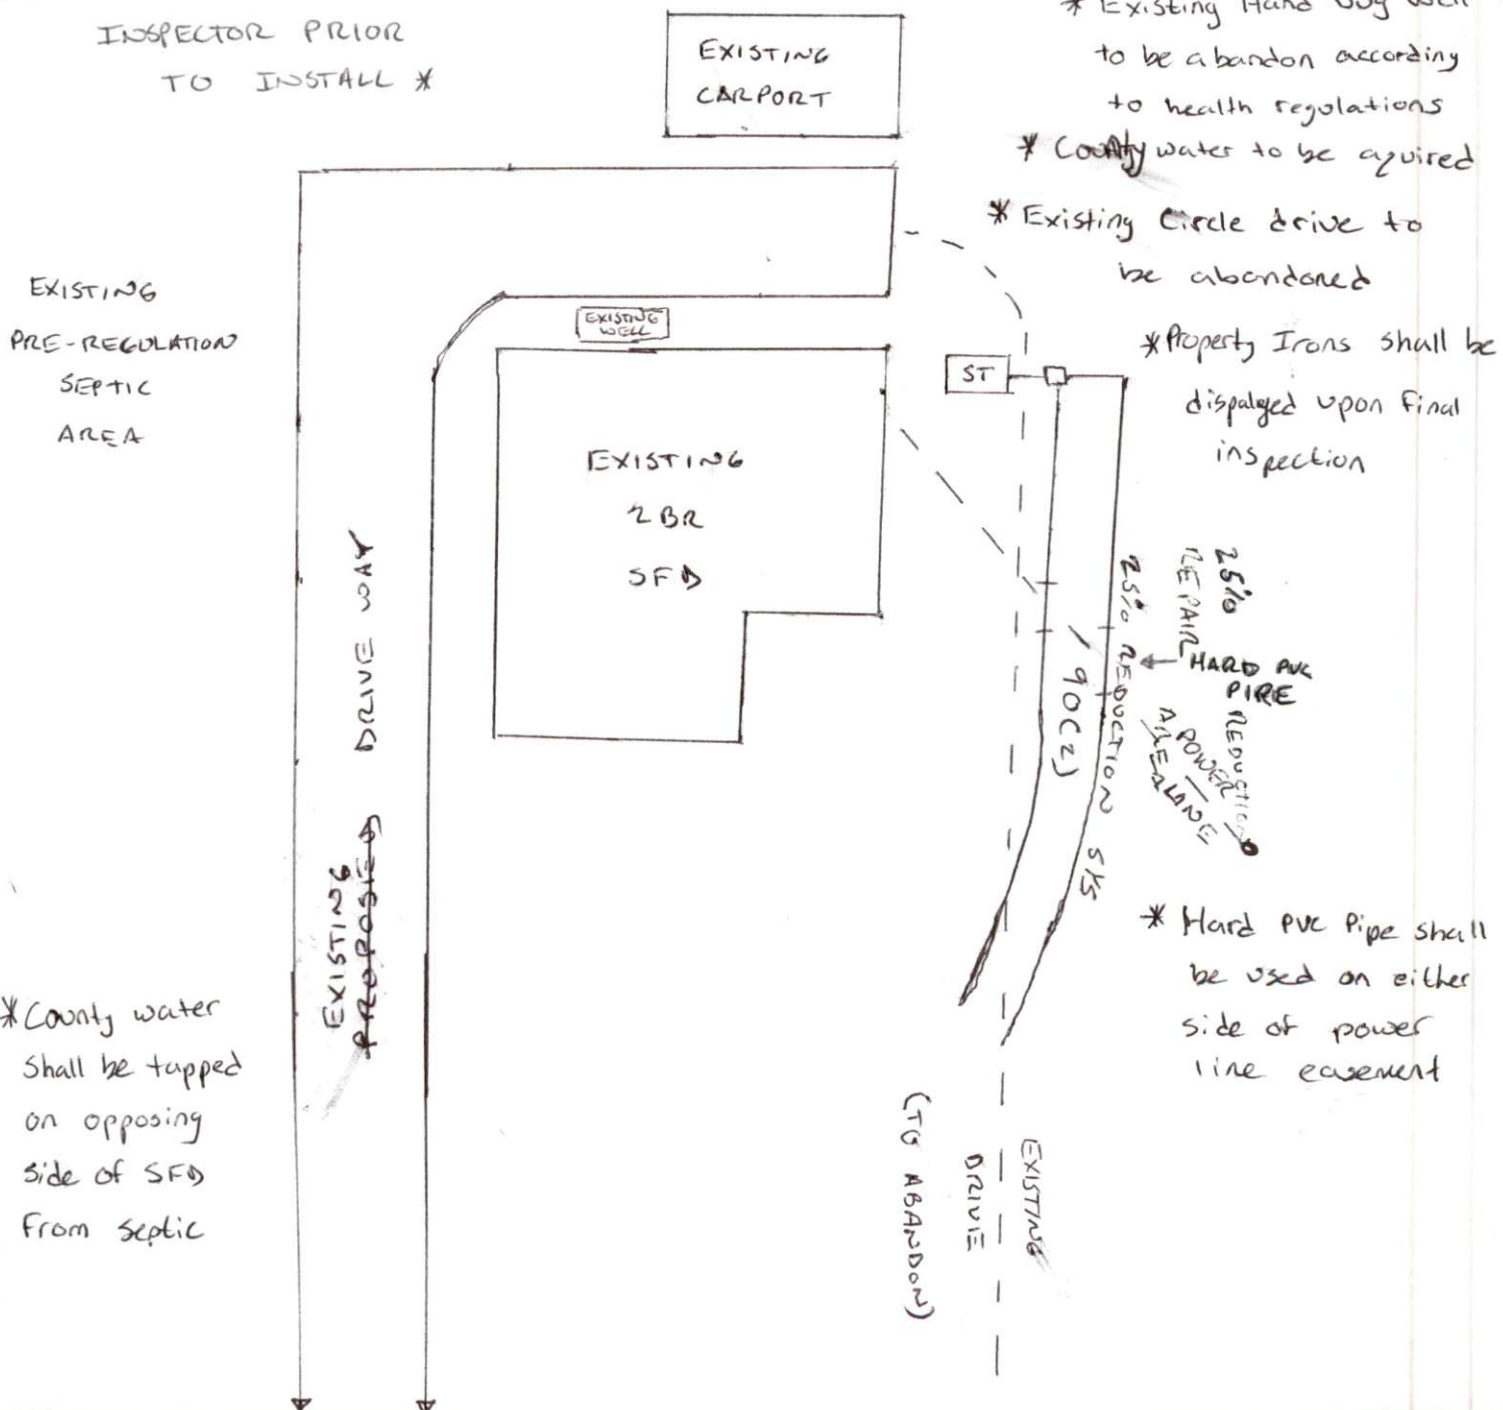 INSPECTOR PRIOR
TO INSTALL *
EXISTING
CARPORT
* Existing Hand Dug Well
to be abandon according
to health regulations
* County water to be aquired
* Existing Circle drive to
be abandoned
* Property Irons shall be
dispalyed upon final
inspection
EXISTING
PRE-REGULATION
SEPTIC
AREA
EXISTING
WELL
ST
EXISTING
2 BR
SFD
DRIVE WAY
EXISTING
PROPOSED
25% REDUCTION SYS
90(2)
25%
REPAIR
REDUCTION
AREA
HARD PVC
PIPE
POWER
LINE
* Hard PVC Pipe shall
be used on either
side of power
line easement
* County water
shall be tapped
on opposing
side of SFD
from septic
EXISTING
DRIVE
(TO ABANDON)